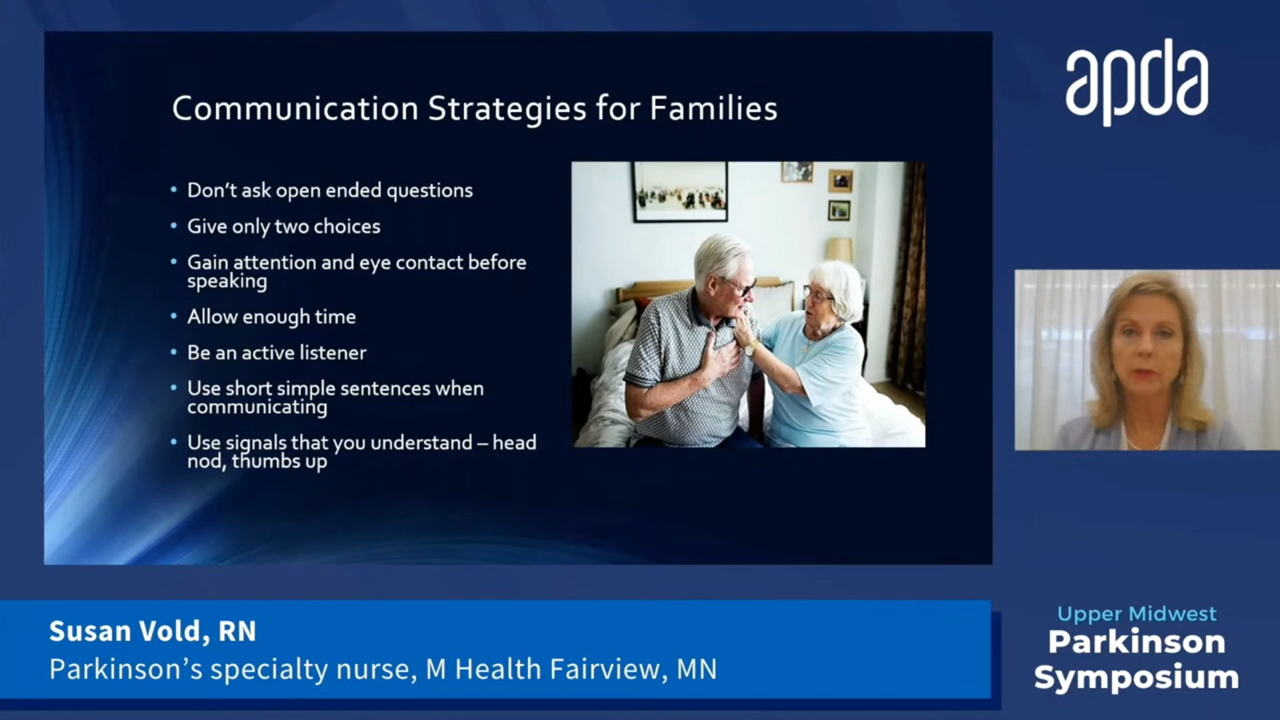 Communication Strategies for Families
• Don't ask open ended questions
• Give only two choices
• Gain attention and eye contact before
speaking
• Allow enough time
• Be an active listener
• Use short simple sentences when
communicating
• Use signals that you understand – head
nod, thumbs up
apda
Susan Vold, RN
Parkinson's specialty nurse, M Health Fairview, MN
Upper Midwest
Parkinson
Symposium